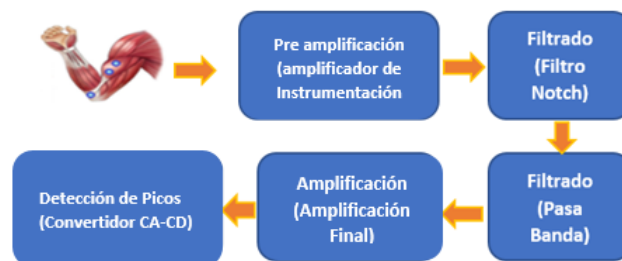 Pre amplificación
(amplificador de
Instrumentación
Filtrado
(Filtro
Notch)
Filtrado
(Pasa
Banda)
Amplificación
(Amplificación
Final)
Detección de Picos
(Convertidor CA-CD)